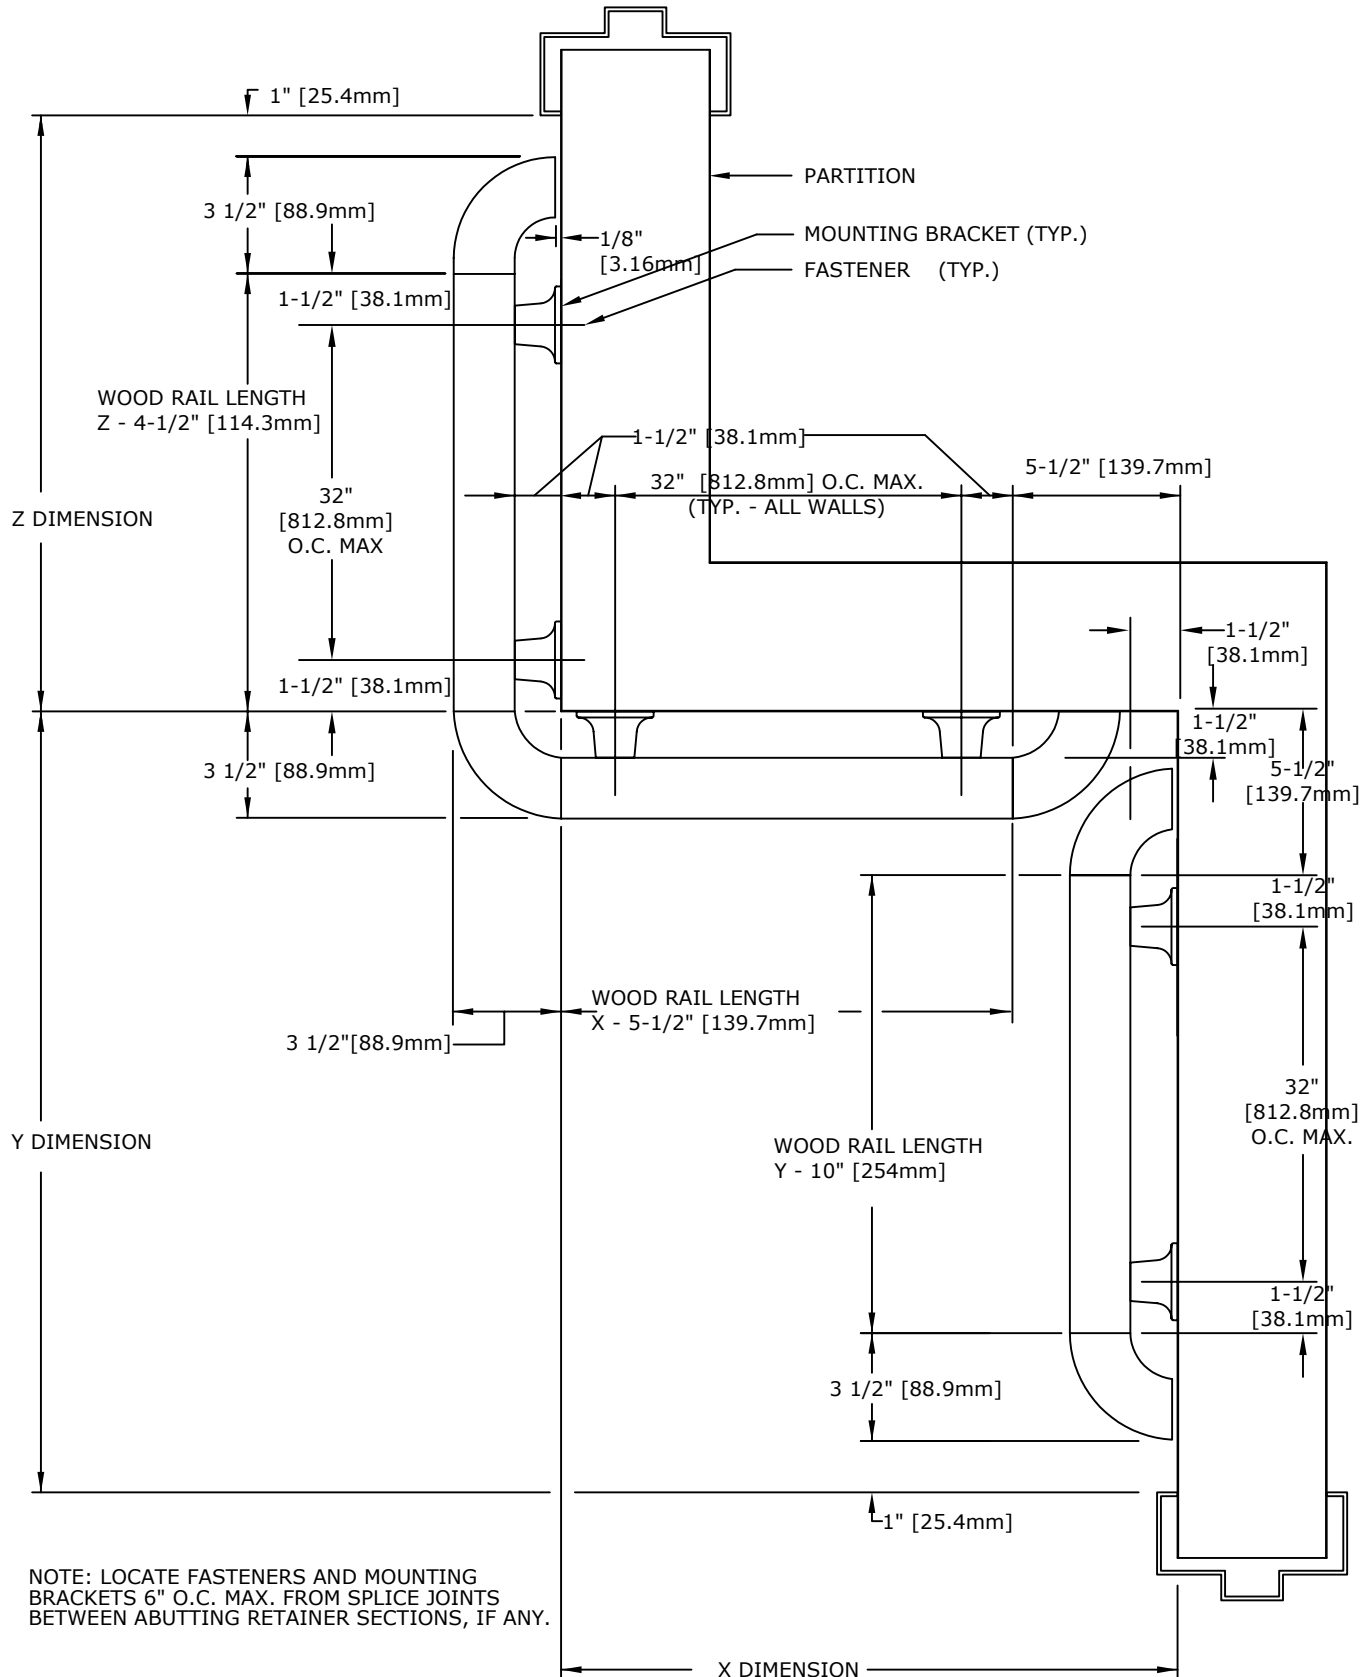 1" [25.4mm]
PARTITION
3 1/2" [88.9mm]
1/8"
[3.16mm]
MOUNTING BRACKET (TYP.)
FASTENER (TYP.)
1-1/2" [38.1mm]
WOOD RAIL LENGTH
Z - 4-1/2" [114.3mm]
1-1/2" [38.1mm]
5-1/2" [139.7mm]
32" [812.8mm] O.C. MAX.
(TYP. - ALL WALLS)
32"
[812.8mm]
O.C. MAX
Z DIMENSION
1-1/2"
[38.1mm]
1-1/2" [38.1mm]
1-1/2"
[38.1mm]
3 1/2" [88.9mm]
5-1/2"
[139.7mm]
1-1/2"
[38.1mm]
WOOD RAIL LENGTH
X - 5-1/2" [139.7mm]
3 1/2"[88.9mm]
32"
[812.8mm]
O.C. MAX.
Y DIMENSION
WOOD RAIL LENGTH
Y - 10" [254mm]
1-1/2"
[38.1mm]
3 1/2" [88.9mm]
1" [25.4mm]
NOTE: LOCATE FASTENERS AND MOUNTING
BRACKETS 6" O.C. MAX. FROM SPLICE JOINTS
BETWEEN ABUTTING RETAINER SECTIONS, IF ANY.
X DIMENSION